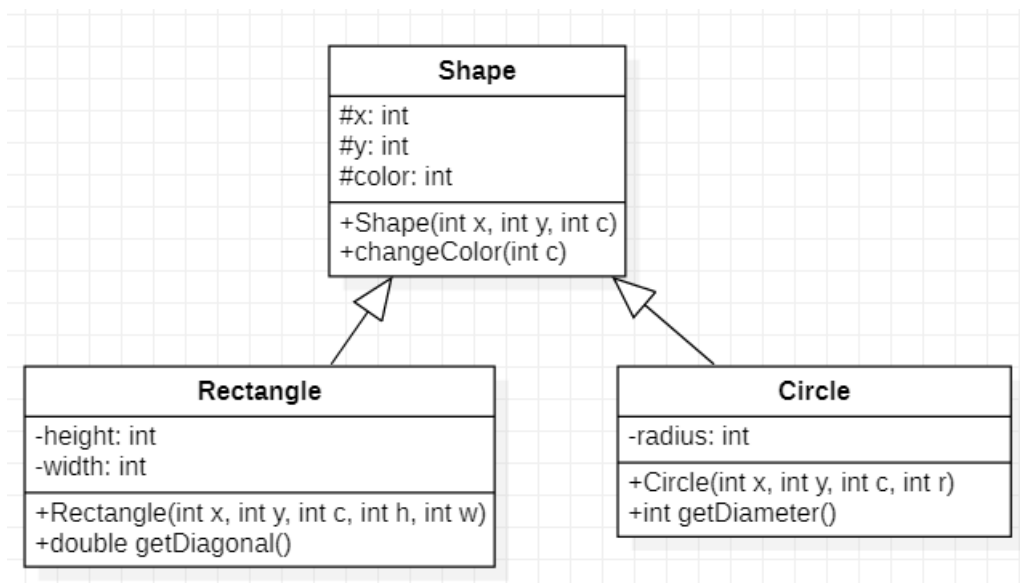 Shape
#x: int
#y: int
#color: int
+Shape(int x, int y, int c)
+changeColor(int c)
Rectangle
-height: int
-width: int
+Rectangle(int x, int y, int c, int h, int w)
+double getDiagonal()
Circle
-radius: int
+Circle(int x, int y, int c, int r)
+int getDiameter()